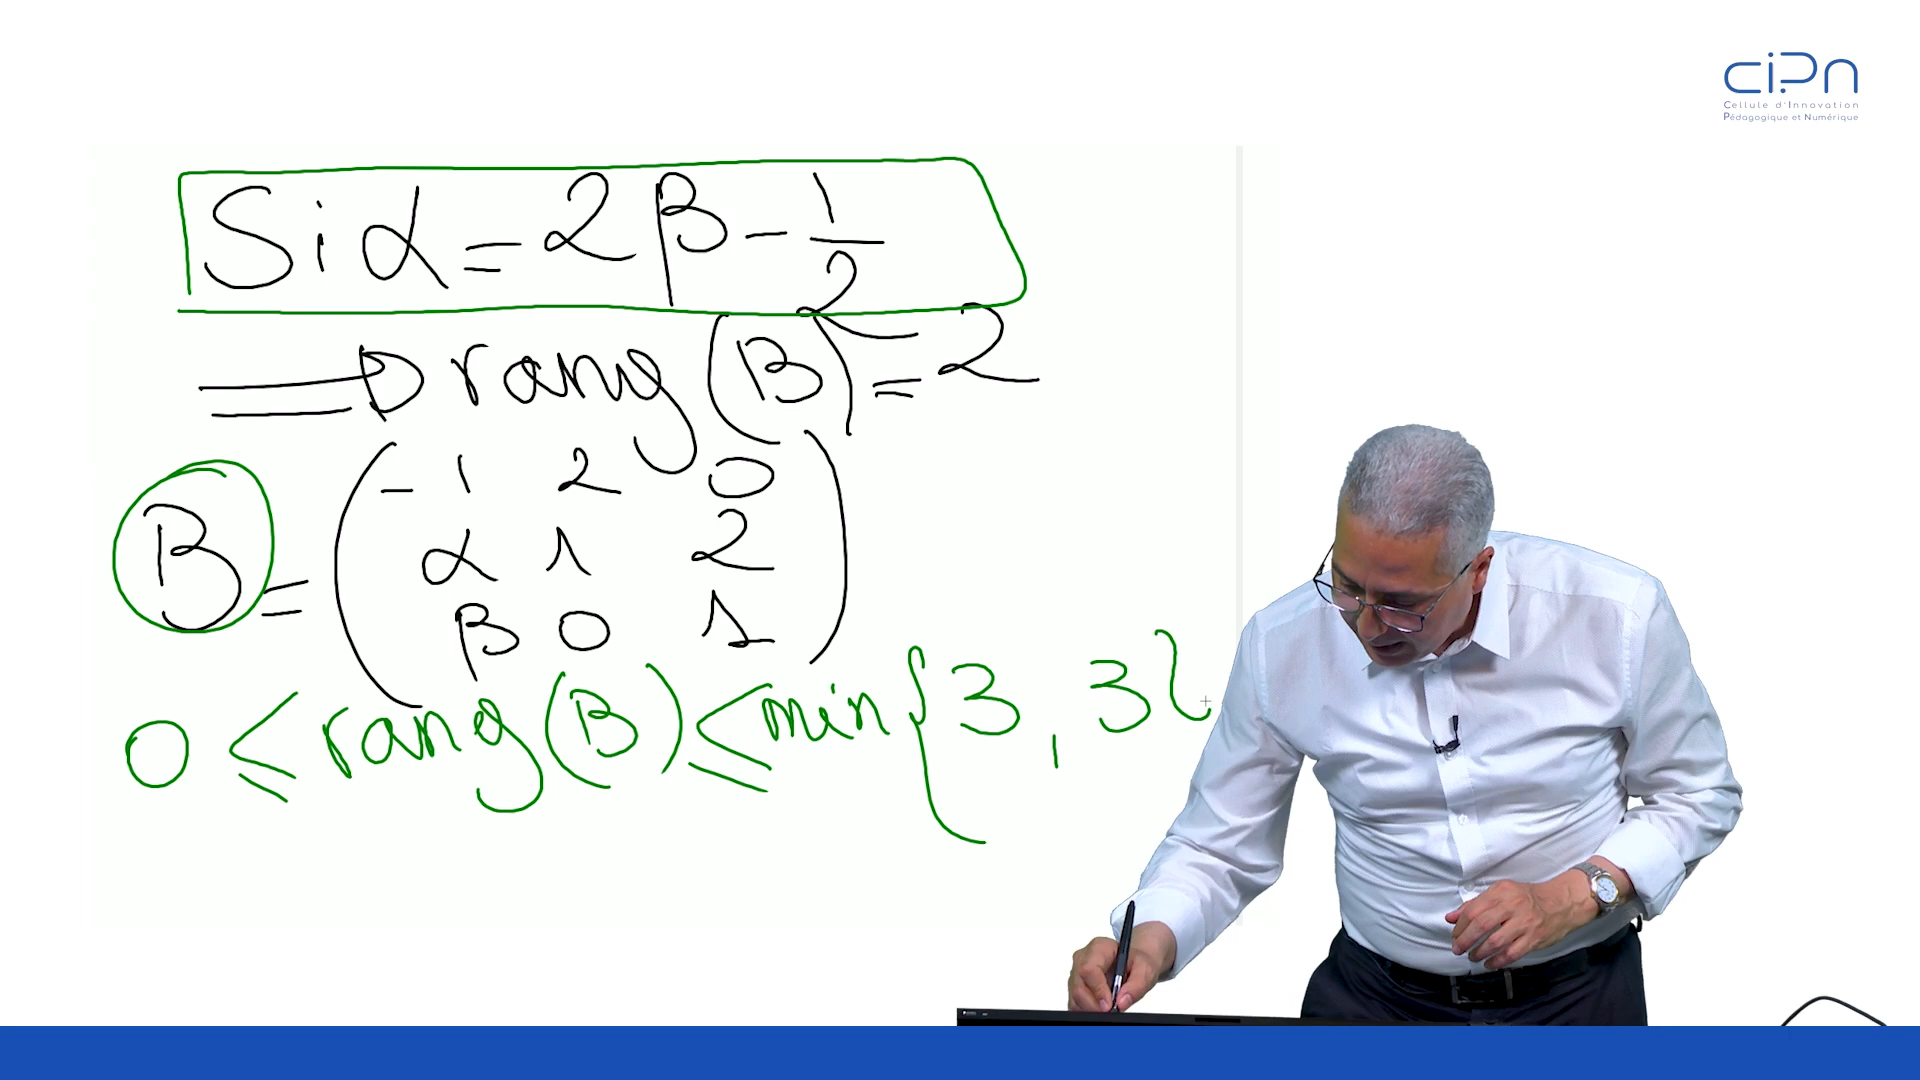 cipn
Cellule d'Innovation
Pédagogique et Numérique
Si α = 2β - 1/2
⟹ rang(B) = 2
B = ( -1 2 0
α 1 2
β 0 1 )
0 ≤ rang(B) ≤ min{3, 3}